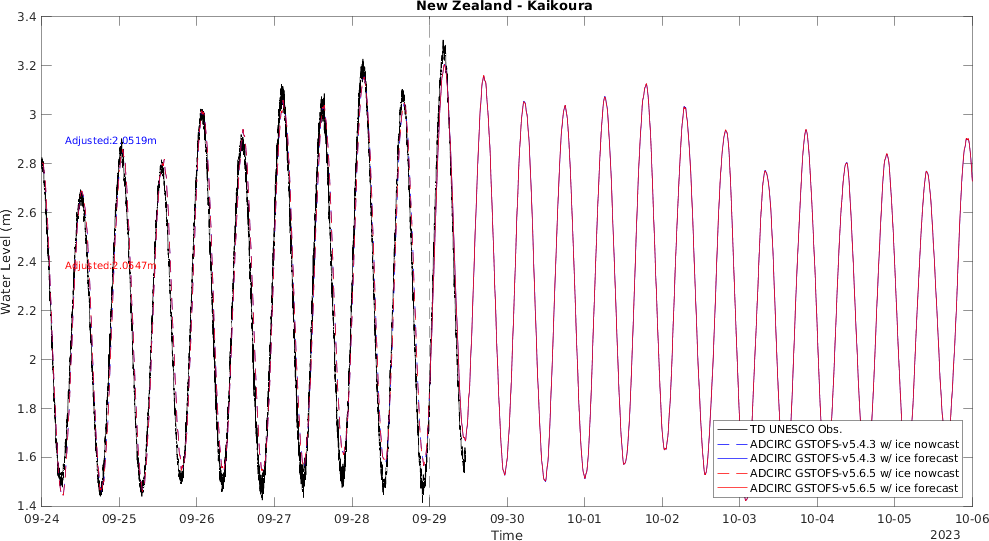 New Zealand - Kaikoura
3.4
3.2
3
2.8
2.6
2.4
2.2
2
1.8
1.6
1.4
Water Level (m)
Adjusted:2.0519m
Adjusted:2.0547m
TD UNESCO Obs.
ADCIRC GSTOFS-v5.4.3 w/ ice nowcast
ADCIRC GSTOFS-v5.4.3 w/ ice forecast
ADCIRC GSTOFS-v5.6.5 w/ ice nowcast
ADCIRC GSTOFS-v5.6.5 w/ ice forecast
09-24 09-25 09-26 09-27 09-28 09-29 09-30 10-01 10-02 10-03 10-04 10-05 10-06
Time
2023